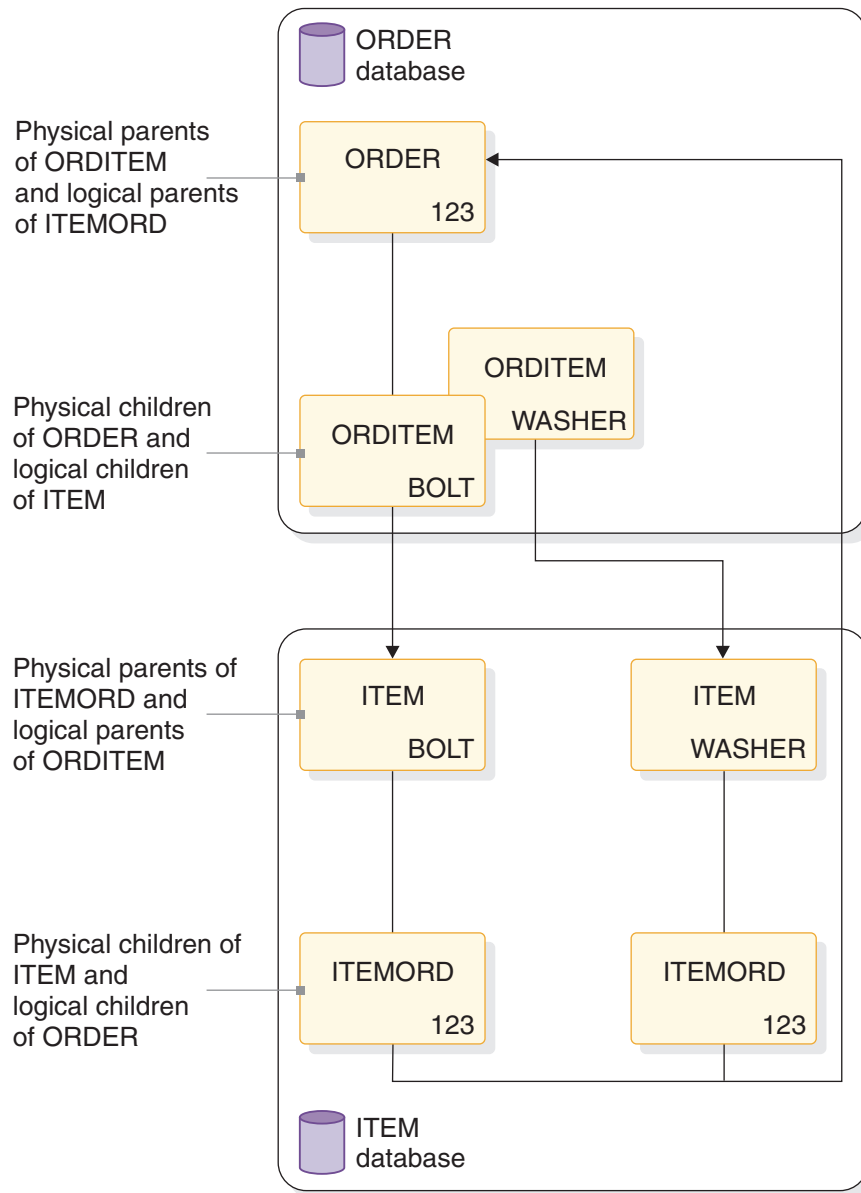 ORDER
database
Physical parents
of ORDITEM
and logical parents
of ITEMORD
ORDER
123
Physical children
of ORDER and
logical children
of ITEM
ORDITEM
WASHER
ORDITEM
BOLT
Physical parents of
ITEMORD and
logical parents
of ORDITEM
ITEM
BOLT
ITEM
WASHER
Physical children of
ITEM and
logical children
of ORDER
ITEMORD
123
ITEMORD
123
ITEM
database